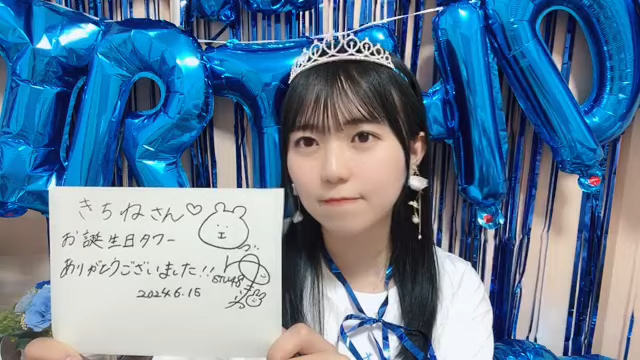 IRTHD
きちねさん♡
お誕生日タワー
ありがとうございました!!
STU48
2024.6.15